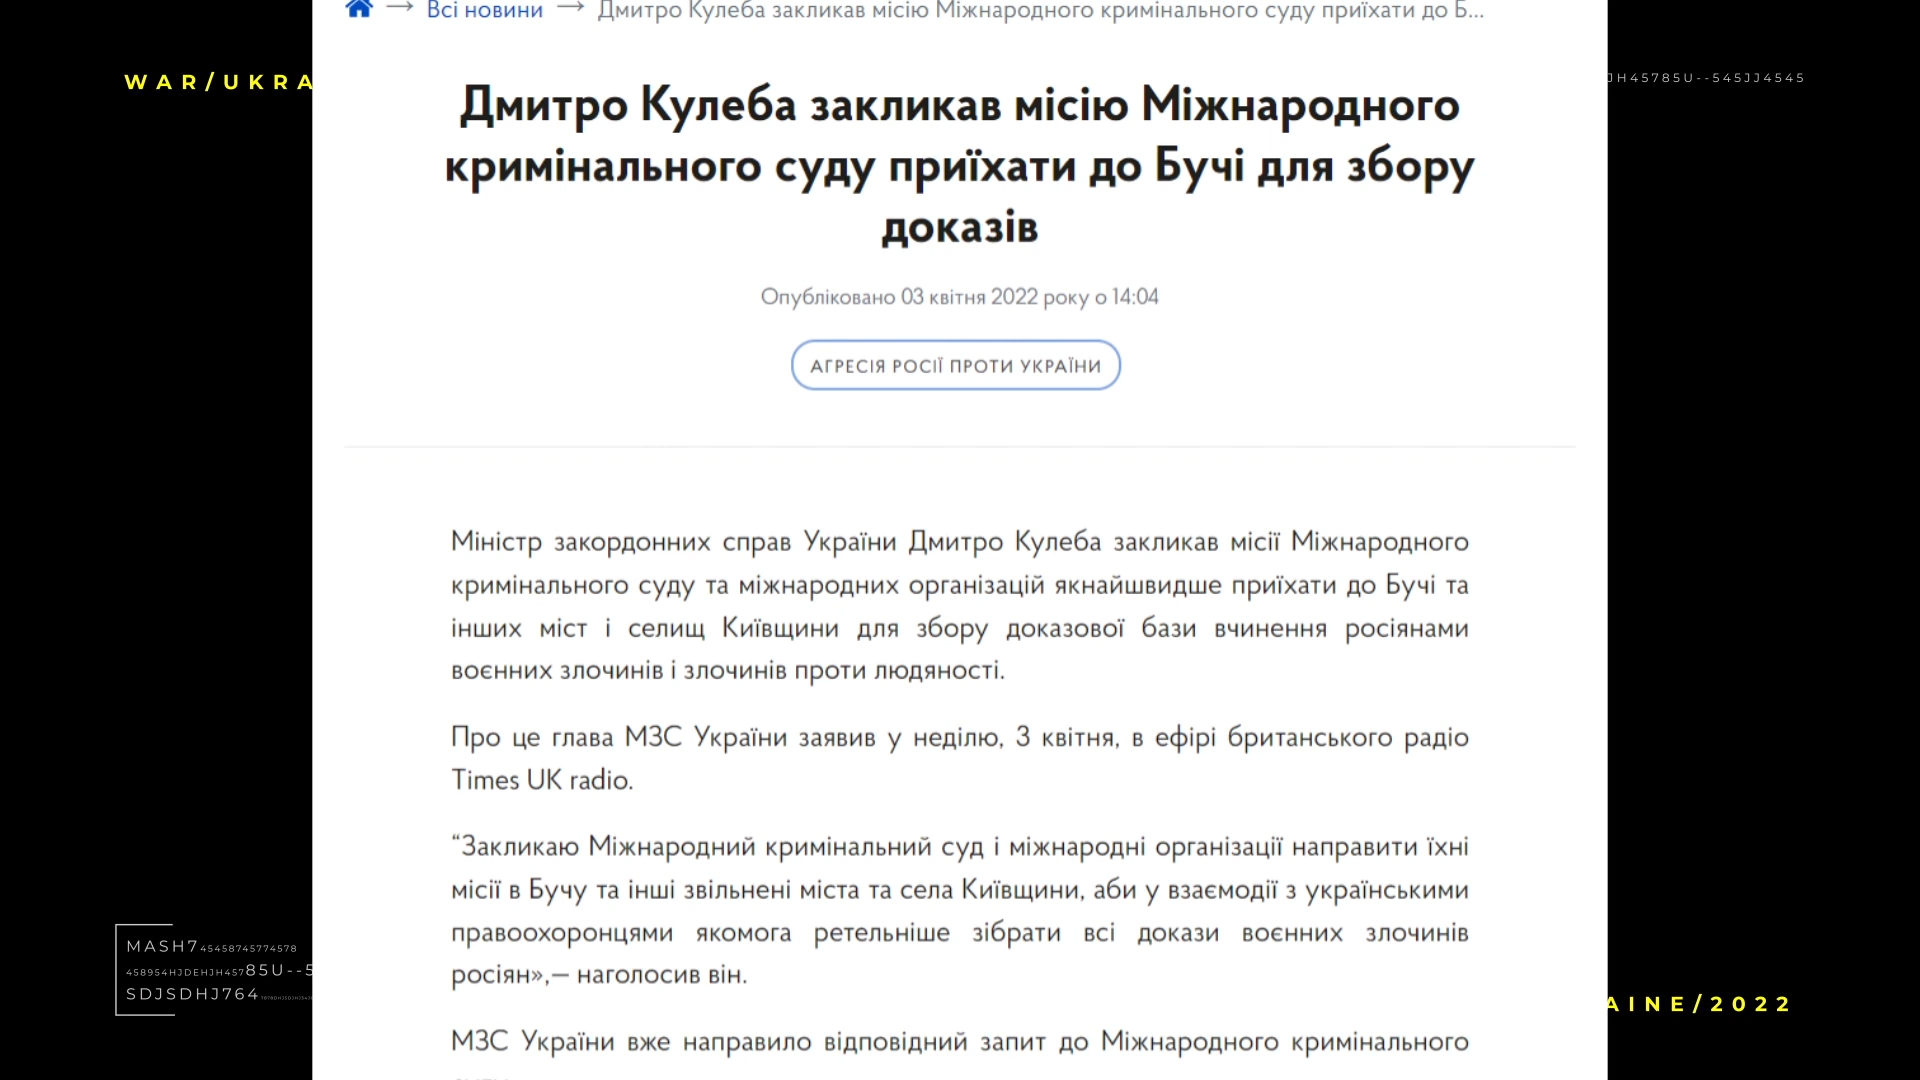 Всі новини → Дмитро Кулеба закликав місію Міжнародного кримінального суду приїхати до Б...
WAR/UKRA
JH45785U--545JJ4545
Дмитро Кулеба закликав місію Міжнародного
кримінального суду приїхати до Бучі для збору
доказів
Опубліковано 03 квітня 2022 року о 14:04
АГРЕСІЯ РОСІЇ ПРОТИ УКРАЇНИ
Міністр закордонних справ України Дмитро Кулеба закликав місії Міжнародного
кримінального суду та міжнародних організацій якнайшвидше приїхати до Бучі та
інших міст і селищ Київщини для збору доказової бази вчинення росіянами
воєнних злочинів і злочинів проти людяності.
Про це глава МЗС України заявив у неділю, 3 квітня, в ефірі британського радіо
Times UK radio.
“Закликаю Міжнародний кримінальний суд і міжнародні організації направити їхні
місії в Бучу та інші звільнені міста та села Київщини, аби у взаємодії з українськими
правоохоронцями якомога ретельніше зібрати всі докази воєнних злочинів
росіян»,— наголосив він.
МЗС України вже направило відповідний запит до Міжнародного кримінального
MASH745458745774578
458954HJDEHJH45785U--5
SDJSDHJ764
AINE/2022